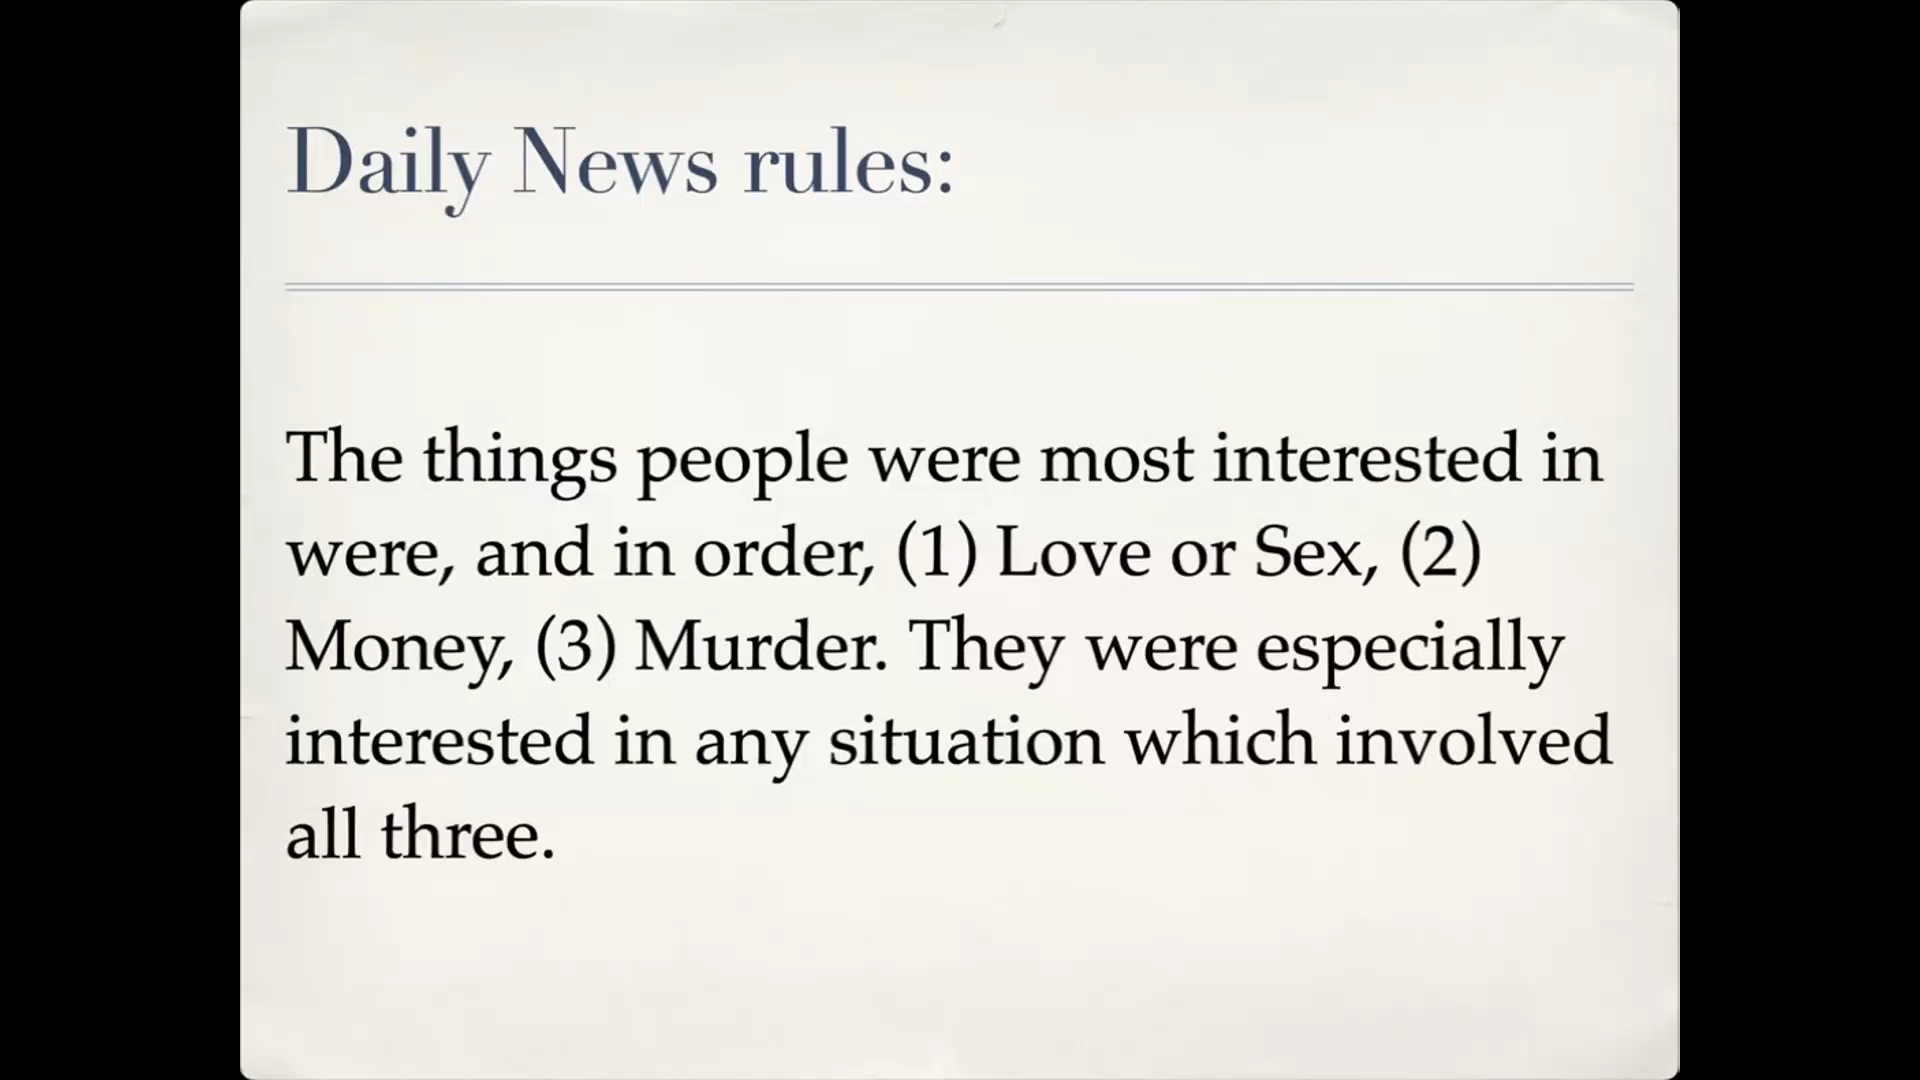 Daily News rules:
The things people were most interested in
were, and in order, (1) Love or Sex, (2)
Money, (3) Murder. They were especially
interested in any situation which involved
all three.